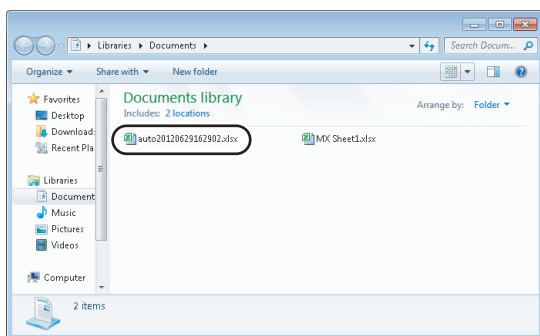 Libraries Documents
Search Docum...
Organize Share with New folder
Favorites
Desktop
Download
Recent Pla
Libraries
Document
Music
Pictures
Videos
Computer
Documents library
Includes: 2 locations
Arrange by: Folder
auto20120629162902.xlsx MX Sheet1.xlsx
2 items